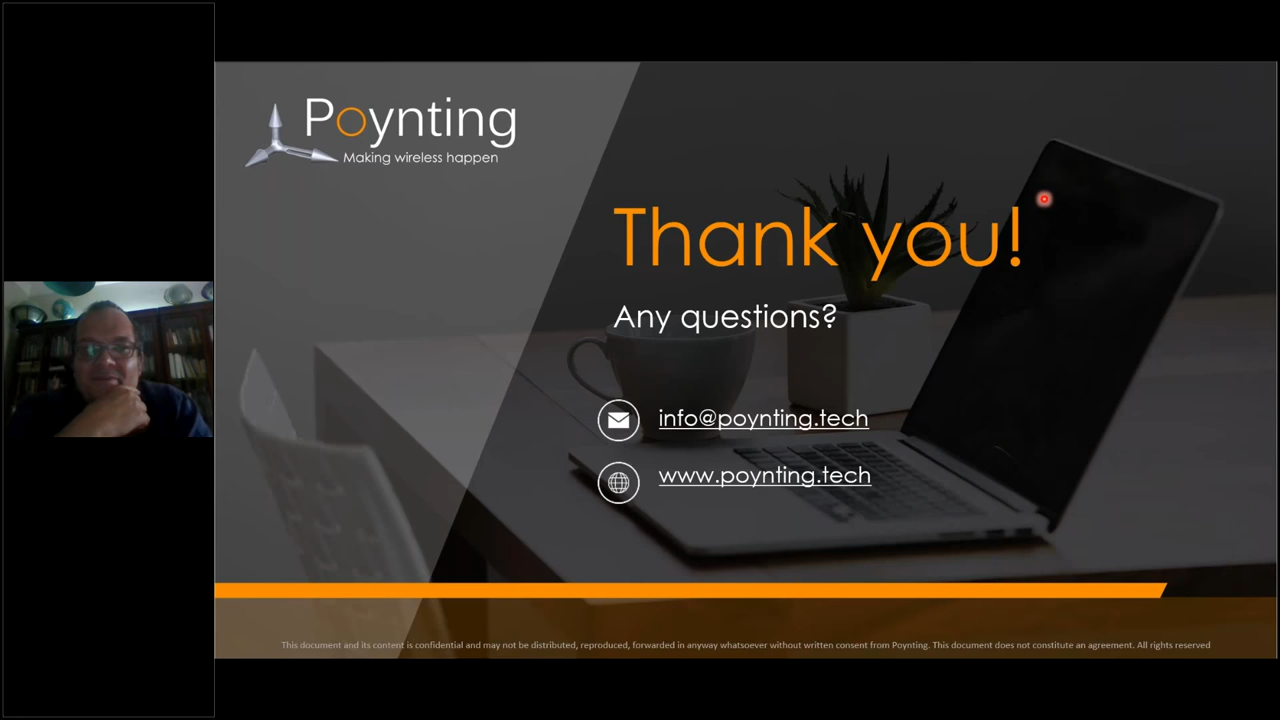 Poynting
Making wireless happen
Thank you!
Any questions?
info@poynting.tech
www.poynting.tech
This document and its content is confidential and may not be distributed, reproduced, forwarded in anyway whatsoever without written consent from Poynting. This document does not constitute an agreement. All rights reserved